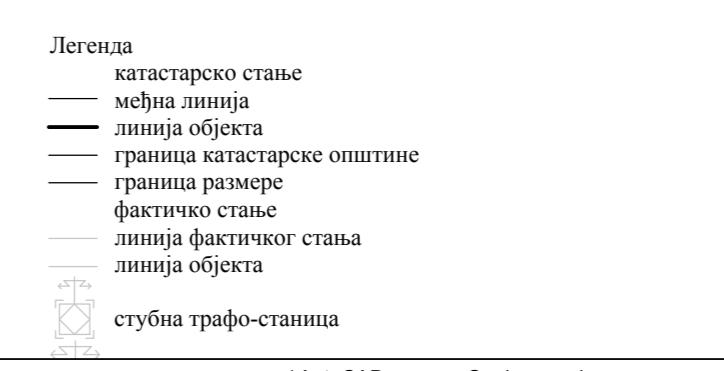 Легенда
катастарско стање
међна линија
линија објекта
граница катастарске општине
граница размере
фактичко стање
линија фактичког стања
линија објекта
стубна трафо-станица